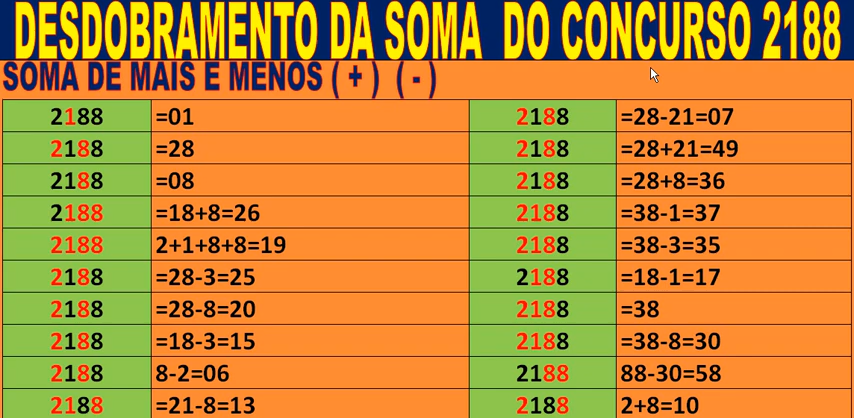 DESDOBRAMENTO DA SOMA DO CONCURSO 2188
SOMA DE MAIS E MENOS ( + ) ( - )
2188 =01 2188 =28-21=07
2188 =28 2188 =28+21=49
2188 =08 2188 =28+8=36
2188 =18+8=26 2188 =38-1=37
2188 2+1+8+8=19 2188 =38-3=35
2188 =28-3=25 2188 =18-1=17
2188 =28-8=20 2188 =38
2188 =18-3=15 2188 =38-8=30
2188 8-2=06 2188 88-30=58
2188 =21-8=13 2188 2+8=10